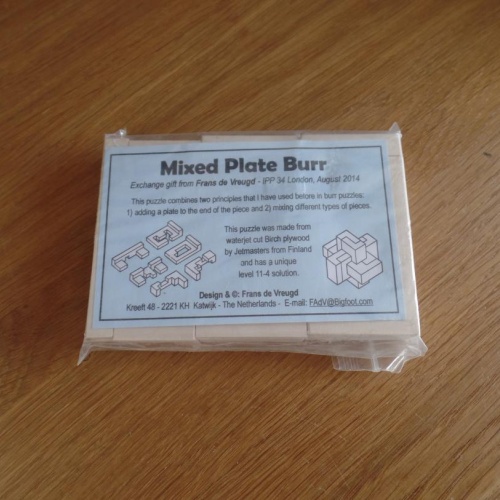 Mixed Plate Burr
Exchange gift from Frans de Vreugd - IPP 34 London, August 2014
This puzzle combines two principles that I have used before in burr puzzles:
1) adding a plate to the end of the piece and 2) mixing different types of pieces.
This puzzle was made from
waterjet cut Birch plywood
by Jetmasters from Finland
and has a unique
level 11-4 solution.
Design & ©: Frans de Vreugd
Kreeft 48 - 2221 KH Katwijk - The Netherlands - E-mail: FAdV@Bigfoot.com